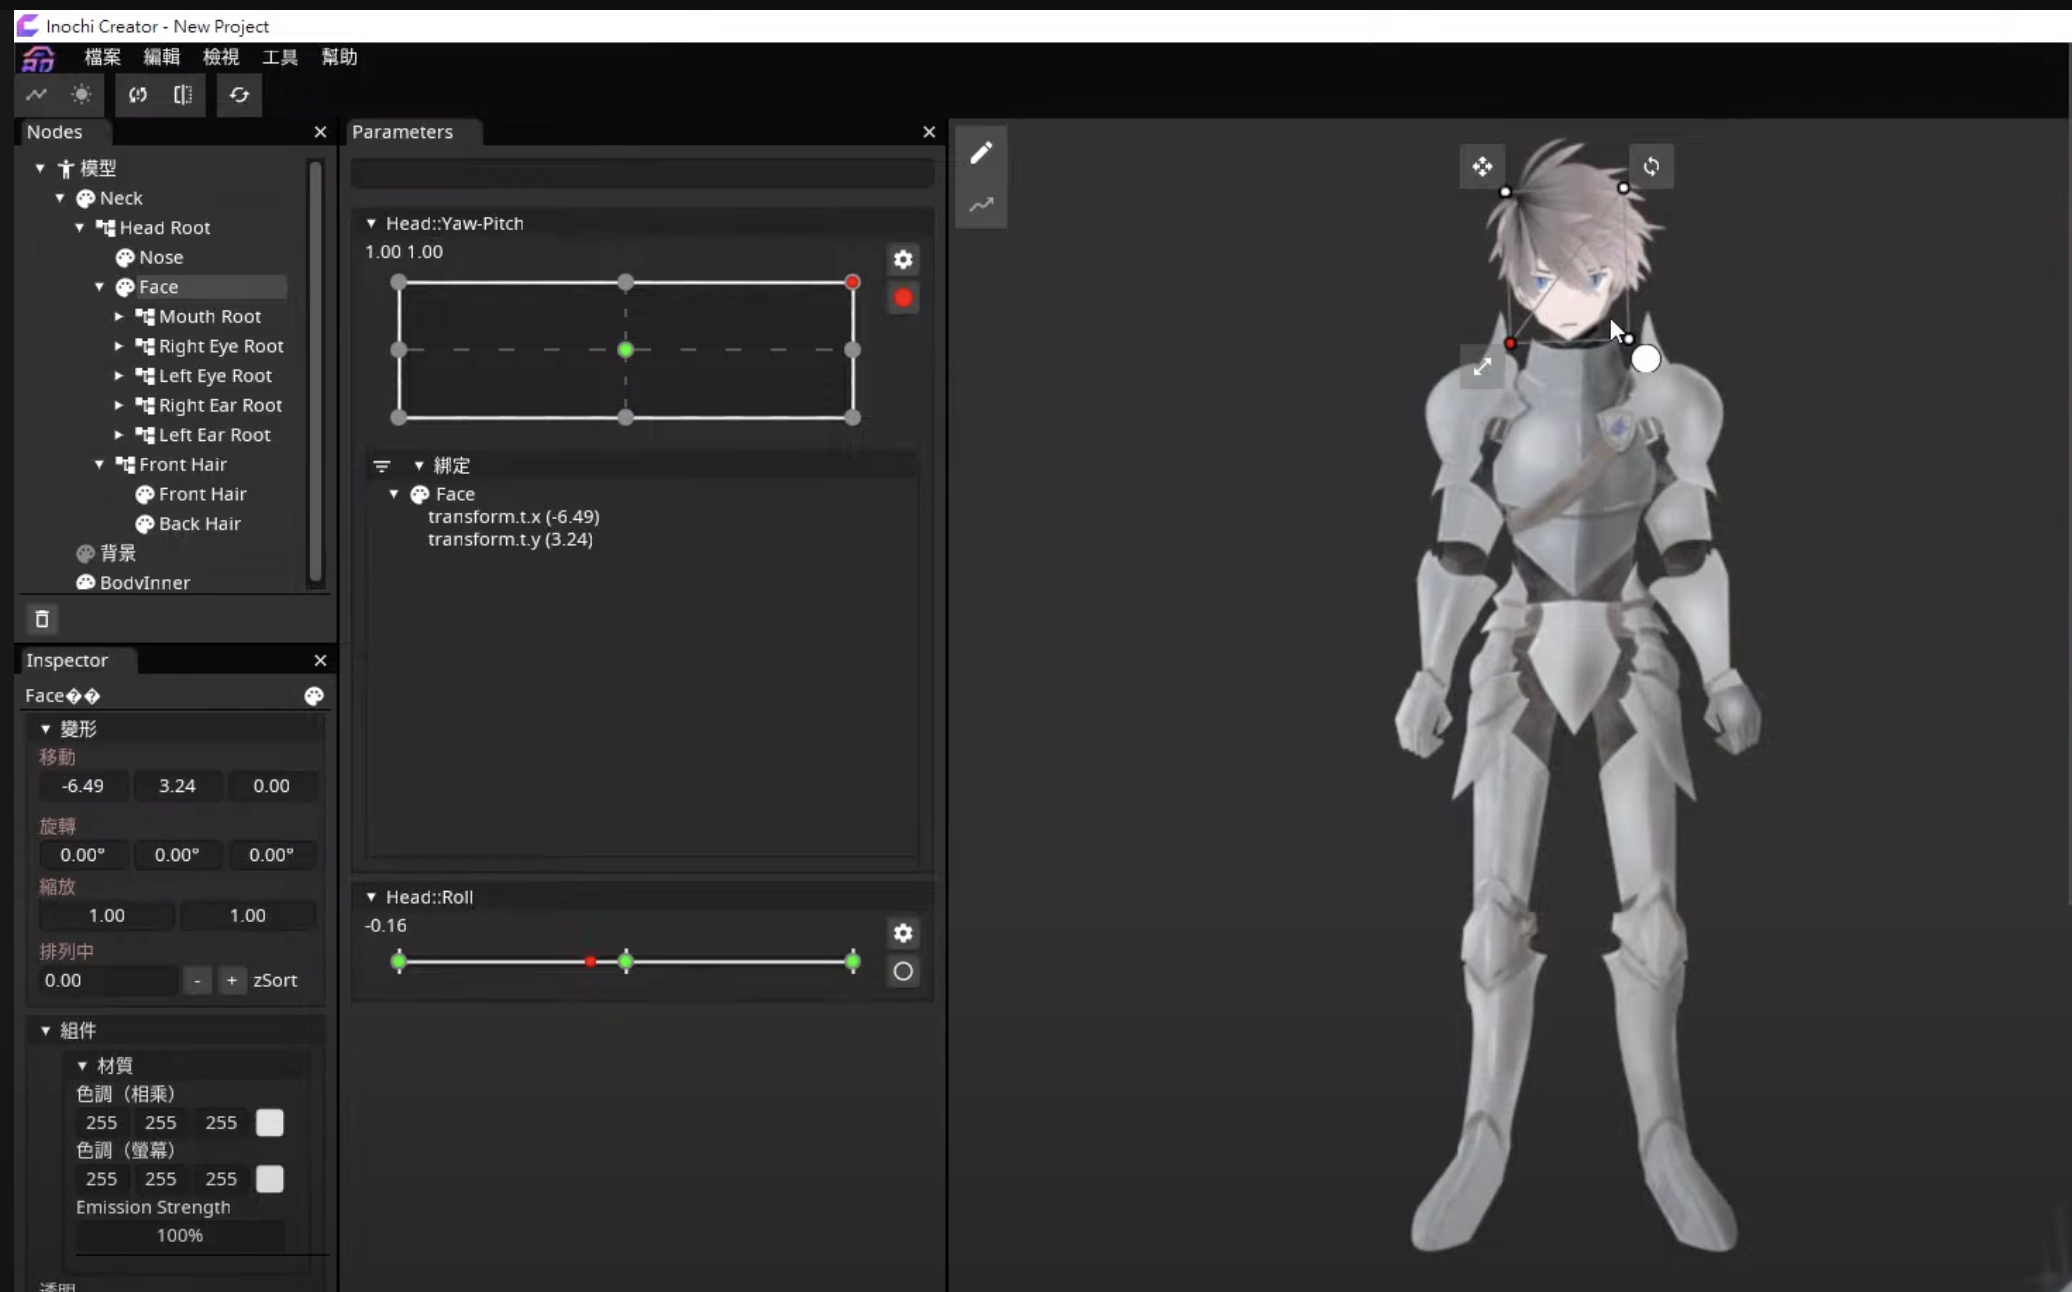 Inochi Creator - New Project
檔案 編輯 檢視 工具 幫助
Nodes
模型
Neck
Head Root
Nose
Face
Mouth Root
Right Eye Root
Left Eye Root
Right Ear Root
Left Ear Root
Front Hair
Front Hair
Back Hair
背景
BodyInner
Inspector
Face��
變形
移動
-6.49 3.24 0.00
旋轉
0.00° 0.00° 0.00°
縮放
1.00 1.00
排列中
0.00 - + zSort
組件
材質
色調（相乘）
255 255 255
色調（螢幕）
255 255 255
Emission Strength
100%
透明
Parameters
Head::Yaw-Pitch
1.00 1.00
綁定
Face
transform.t.x (-6.49)
transform.t.y (3.24)
Head::Roll
-0.16